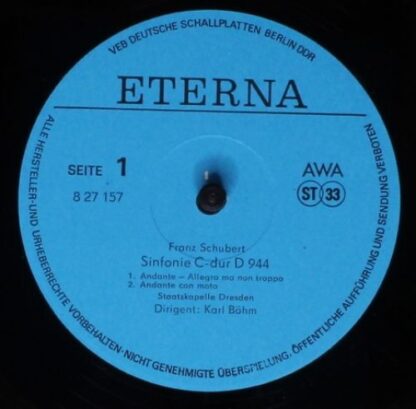 VEB DEUTSCHE SCHALLPLATTEN BERLIN DDR
ETERNA
SEITE 1
8 27 157
AWA
ST 33
Franz Schubert
Sinfonie C-dur D 944
1. Andante – Allegro ma non troppo
2. Andante con moto
Staatskapelle Dresden
Dirigent: Karl Böhm
ALLE HERSTELLER-UND URHEBERRECHTE VORBEHALTEN·NICHT GENEHMIGTE ÜBERSPIELUNG, ÖFFENTLICHE AUFFÜHRUNG UND SENDUNG VERBOTEN